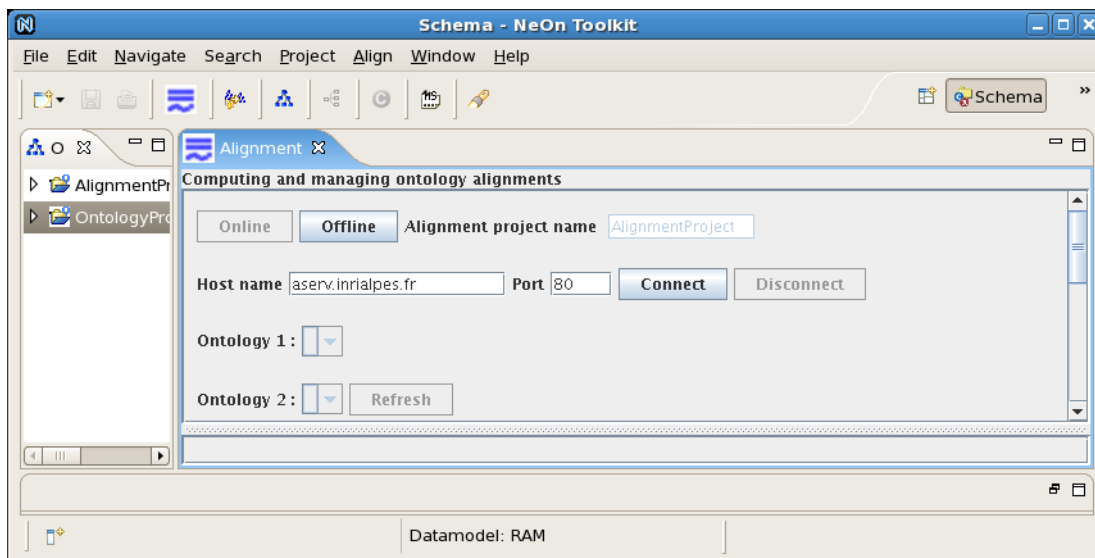 Schema - NeOn Toolkit
File Edit Navigate Search Project Align Window Help
Schema
O
Alignment
AlignmentPr
OntologyPro
Computing and managing ontology alignments
Online Offline Alignment project name AlignmentProject
Host name aserv.inrialpes.fr Port 80 Connect Disconnect
Ontology 1 :
Ontology 2 : Refresh
Datamodel: RAM